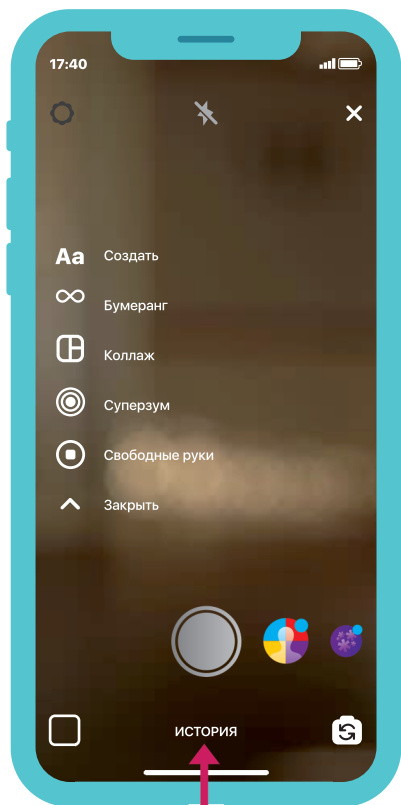 17:40
Aa Создать
Бумеранг
Коллаж
Суперзум
Свободные руки
Закрыть
ИСТОРИЯ